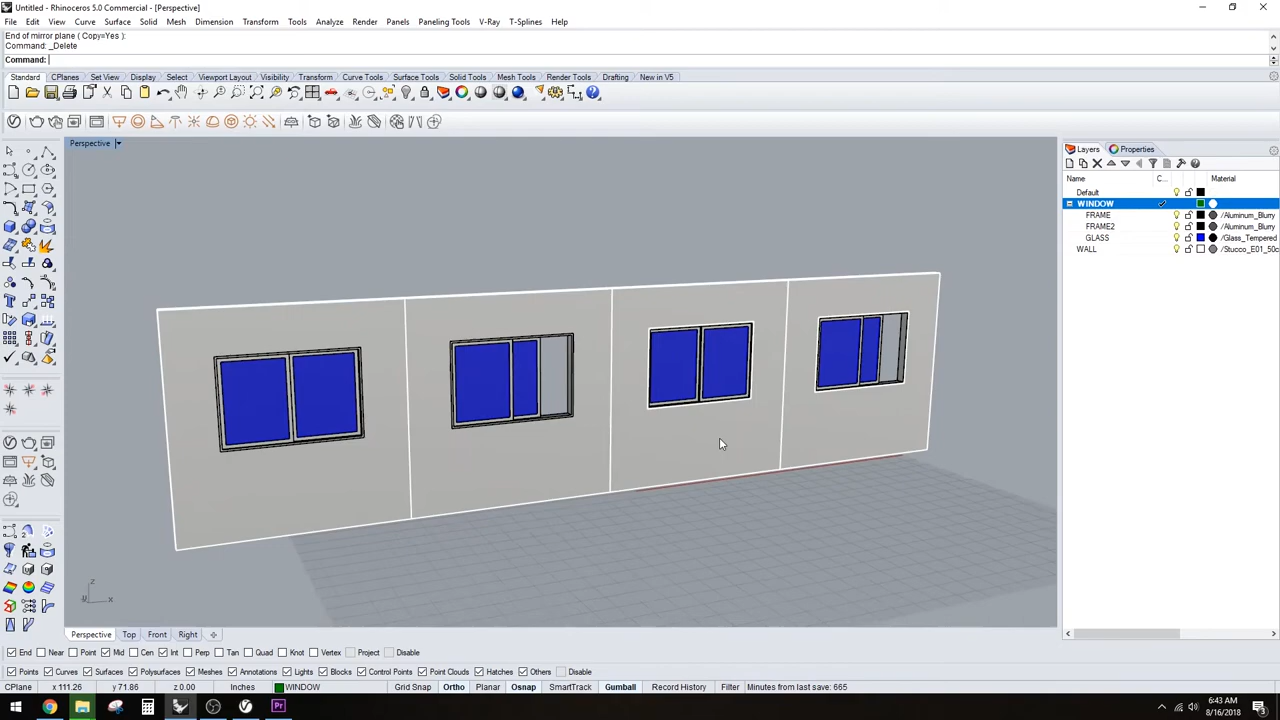 Untitled - Rhinoceros 5.0 Commercial - [Perspective]
File Edit View Curve Surface Solid Mesh Dimension Transform Tools Analyze Render Panels Paneling Tools V-Ray T-Splines Help
End of mirror plane ( Copy=Yes ):
Command: _Delete
Command:
Standard CPlanes Set View Display Select Viewport Layout Visibility Transform Curve Tools Surface Tools Solid Tools Mesh Tools Render Tools Drafting New in V5
Perspective
Layers Properties
Name C... Material
Default
WINDOW
FRAME /Aluminum_Blurry
FRAME2 /Aluminum_Blurry
GLASS /Glass_Tempered
WALL /Stucco_E01_50c
z
y x
Perspective Top Front Right
End Near Point Mid Cen Int Perp Tan Quad Knot Vertex Project Disable
Points Curves Surfaces Polysurfaces Meshes Annotations Lights Blocks Control Points Point Clouds Hatches Others Disable
CPlane x 111.26 y 71.86 z 0.00 Inches WINDOW Grid Snap Ortho Planar Osnap SmartTrack Gumball Record History Filter Minutes from last save: 665
Pr
6:43 AM
8/16/2018